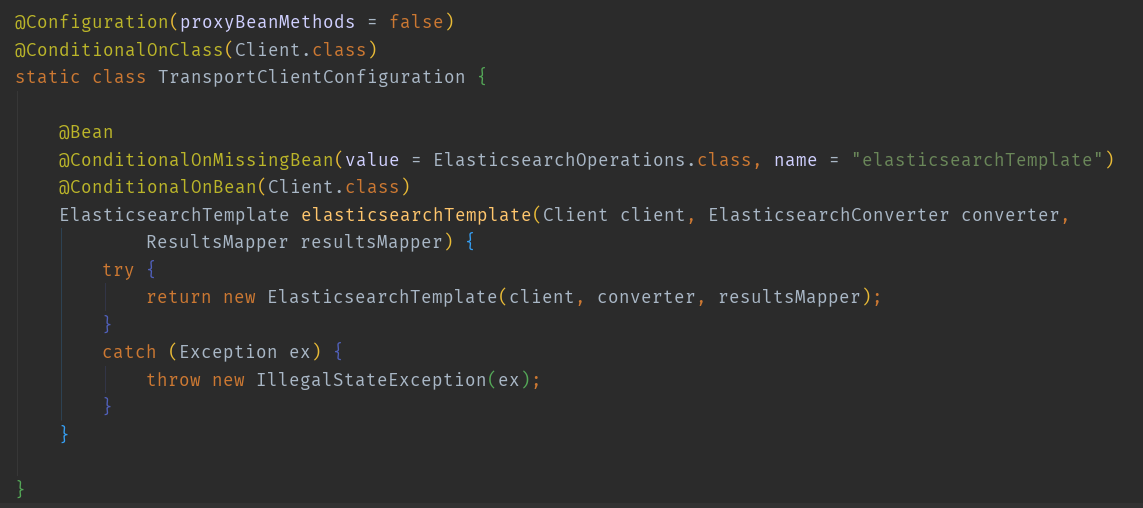 @Configuration(proxyBeanMethods = false)
@ConditionalOnClass(Client.class)
static class TransportClientConfiguration {
@Bean
@ConditionalOnMissingBean(value = ElasticsearchOperations.class, name = "elasticsearchTemplate")
@ConditionalOnBean(Client.class)
ElasticsearchTemplate elasticsearchTemplate(Client client, ElasticsearchConverter converter,
ResultsMapper resultsMapper) {
try {
return new ElasticsearchTemplate(client, converter, resultsMapper);
}
catch (Exception ex) {
throw new IllegalStateException(ex);
}
}
}